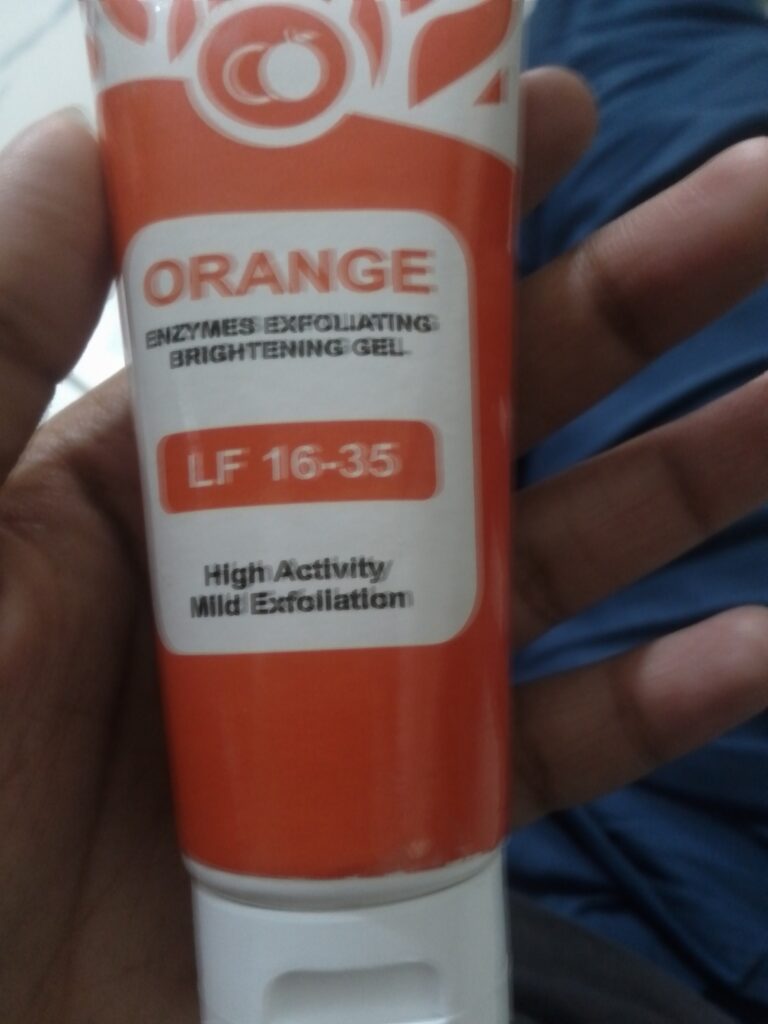 ORANGE
ENZYMES EXFOLIATING
BRIGHTENING GEL
LF 16-35
High Activity
Mild Exfoliation